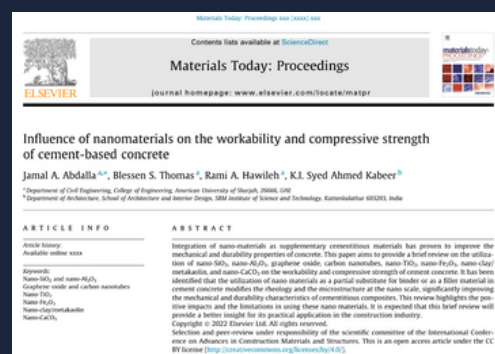 Materials Today: Proceedings xxx (xxxx) xxx
Contents lists available at ScienceDirect
Materials Today: Proceedings
journal homepage: www.elsevier.com/locate/matpr
ELSEVIER
materialstoday:
PROCEEDINGS
Influence of nanomaterials on the workability and compressive strength
of cement-based concrete
Jamal A. Abdalla a,*, Blessen S. Thomas a, Rami A. Hawileh a, K.I. Syed Ahmed Kabeer b
a Department of Civil Engineering, College of Engineering, American University of Sharjah, 26666, UAE
b Department of Architecture, School of Architecture and Interior Design, SRM Institute of Science and Technology, Kattankulathur 603203, India
ARTICLE INFO
Article history:
Available online xxxx
Keywords:
Nano-SiO2 and nano-Al2O3
Graphene oxide and carbon nanotubes
Nano-TiO2
Nano-Fe2O3
Nano-clay/metakaolin
Nano-CaCO3
ABSTRACT
Integration of nano-materials as supplementary cementitious materials has proven to improve the
mechanical and durability properties of concrete. This paper aims to provide a brief review on the utiliza-
tion of nano-SiO2, nano-Al2O3, graphene oxide, carbon nanotubes, nano-TiO2, nano-Fe2O3, nano-clay/
metakaolin, and nano-CaCO3 on the workability and compressive strength of cement concrete. It has been
identified that the utilization of nano materials as a partial substitute for binder or as a filler material in
cement concrete modifies the rheology and the microstructure at the nano scale, significantly improving
the mechanical and durability characteristics of cementitious composites. This review highlights the pos-
itive impacts and the limitations in using these nano materials. It is expected that this brief review will
provide a better insight for its practical application in the construction industry.
Copyright © 2022 Elsevier Ltd. All rights reserved.
Selection and peer-review under responsibility of the scientific committee of the International Confer-
ence on Advances in Construction Materials and Structures. This is an open access article under the CC
BY license (http://creativecommons.org/licenses/by/4.0/).